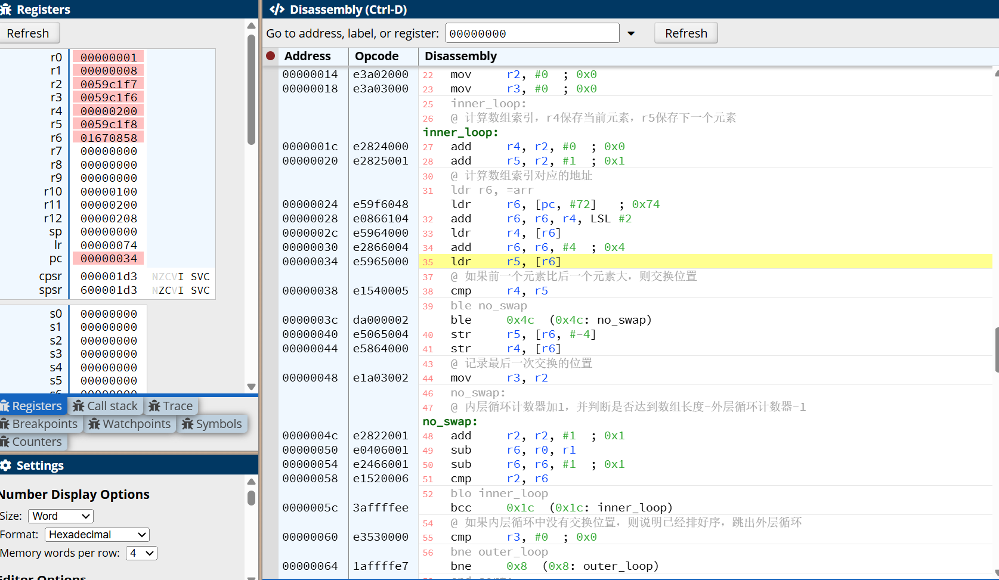 Registers
Refresh
r0 00000001
r1 00000008
r2 0059c1f7
r3 0059c1f6
r4 00000200
r5 0059c1f8
r6 01670858
r7 00000000
r8 00000000
r9 00000000
r10 00000100
r11 00000200
r12 00000208
sp 00000000
lr 00000074
pc 00000034
cpsr 000001d3 NZCVI SVC
spsr 600001d3 NZCVI SVC
s0 00000000
s1 00000000
s2 00000000
s3 00000000
s4 00000000
s5 00000000
s6 00000000
Registers Call stack Trace
Breakpoints Watchpoints Symbols
Counters
Settings
Number Display Options
Size: Word
Format: Hexadecimal
Memory words per row: 4
Editor Options
</> Disassembly (Ctrl-D)
Go to address, label, or register: 00000000 Refresh
Address Opcode Disassembly
00000014 e3a02000 22 mov r2, #0 ; 0x0
00000018 e3a03000 23 mov r3, #0 ; 0x0
25 inner_loop:
26 @ 计算数组索引，r4保存当前元素，r5保存下一个元素
inner_loop:
0000001c e2824000 27 add r4, r2, #0 ; 0x0
00000020 e2825001 28 add r5, r2, #1 ; 0x1
30 @ 计算数组索引对应的地址
31 ldr r6, =arr
00000024 e59f6048 ldr r6, [pc, #72] ; 0x74
00000028 e0866104 32 add r6, r6, r4, LSL #2
0000002c e5964000 33 ldr r4, [r6]
00000030 e2866004 34 add r6, r6, #4 ; 0x4
00000034 e5965000 35 ldr r5, [r6]
37 @ 如果前一个元素比后一个元素大，则交换位置
00000038 e1540005 38 cmp r4, r5
39 ble no_swap
0000003c da000002 ble 0x4c (0x4c: no_swap)
00000040 e5065004 40 str r5, [r6, #-4]
00000044 e5864000 41 str r4, [r6]
43 @ 记录最后一次交换的位置
00000048 e1a03002 44 mov r3, r2
46 no_swap:
47 @ 内层循环计数器加1，并判断是否达到数组长度-外层循环计数器-1
no_swap:
0000004c e2822001 48 add r2, r2, #1 ; 0x1
00000050 e0406001 49 sub r6, r0, r1
00000054 e2466001 50 sub r6, r6, #1 ; 0x1
00000058 e1520006 51 cmp r2, r6
52 blo inner_loop
0000005c 3affffee bcc 0x1c (0x1c: inner_loop)
54 @ 如果内层循环中没有交换位置，则说明已经排好序，跳出外层循环
00000060 e3530000 55 cmp r3, #0 ; 0x0
56 bne outer_loop
00000064 1affffe7 bne 0x8 (0x8: outer_loop)